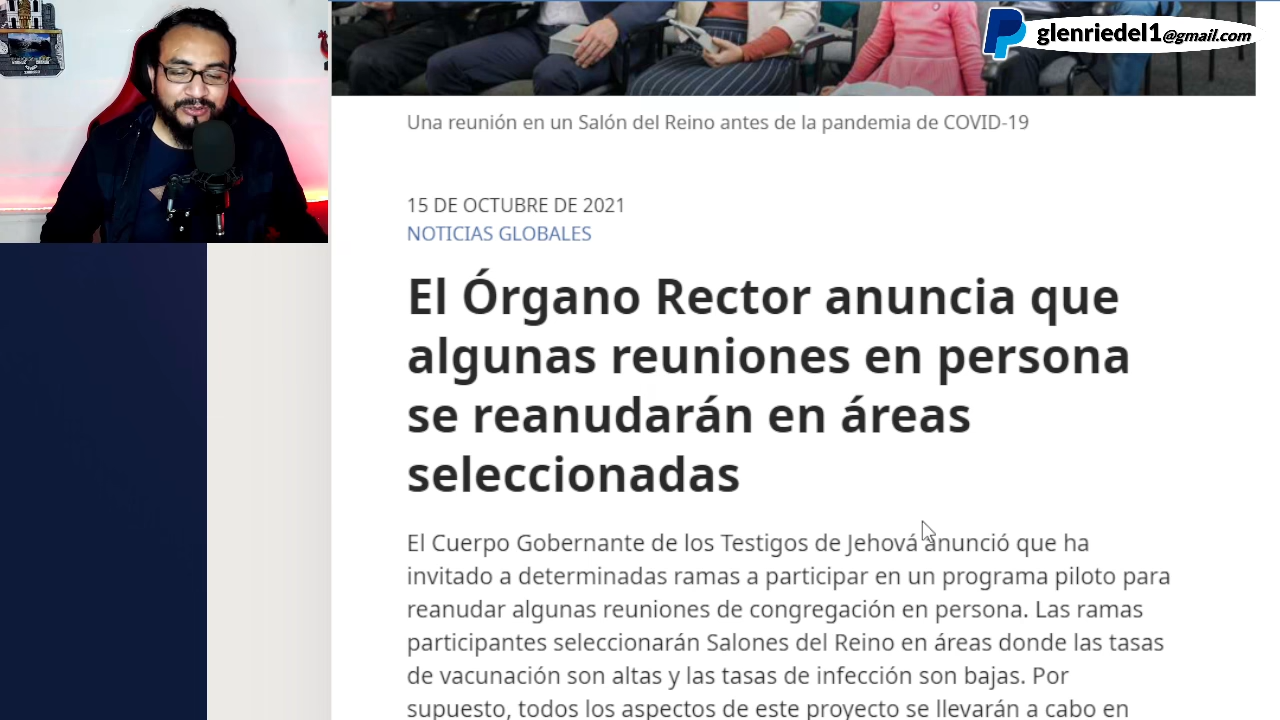 glenriedel1@gmail.com
Una reunión en un Salón del Reino antes de la pandemia de COVID-19
15 DE OCTUBRE DE 2021
NOTICIAS GLOBALES
El Órgano Rector anuncia que
algunas reuniones en persona
se reanudarán en áreas
seleccionadas
El Cuerpo Gobernante de los Testigos de Jehová anunció que ha
invitado a determinadas ramas a participar en un programa piloto para
reanudar algunas reuniones de congregación en persona. Las ramas
participantes seleccionarán Salones del Reino en áreas donde las tasas
de vacunación son altas y las tasas de infección son bajas. Por
supuesto, todos los aspectos de este proyecto se llevarán a cabo en